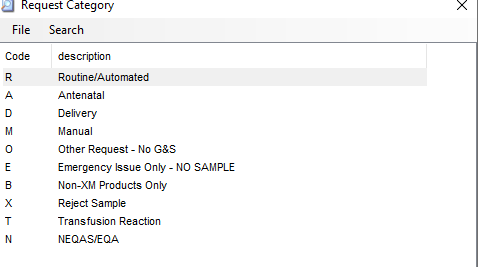 Request Category
File Search
Code description
R Routine/Automated
A Antenatal
D Delivery
M Manual
O Other Request - No G&S
E Emergency Issue Only - NO SAMPLE
B Non-XM Products Only
X Reject Sample
T Transfusion Reaction
N NEQAS/EQA